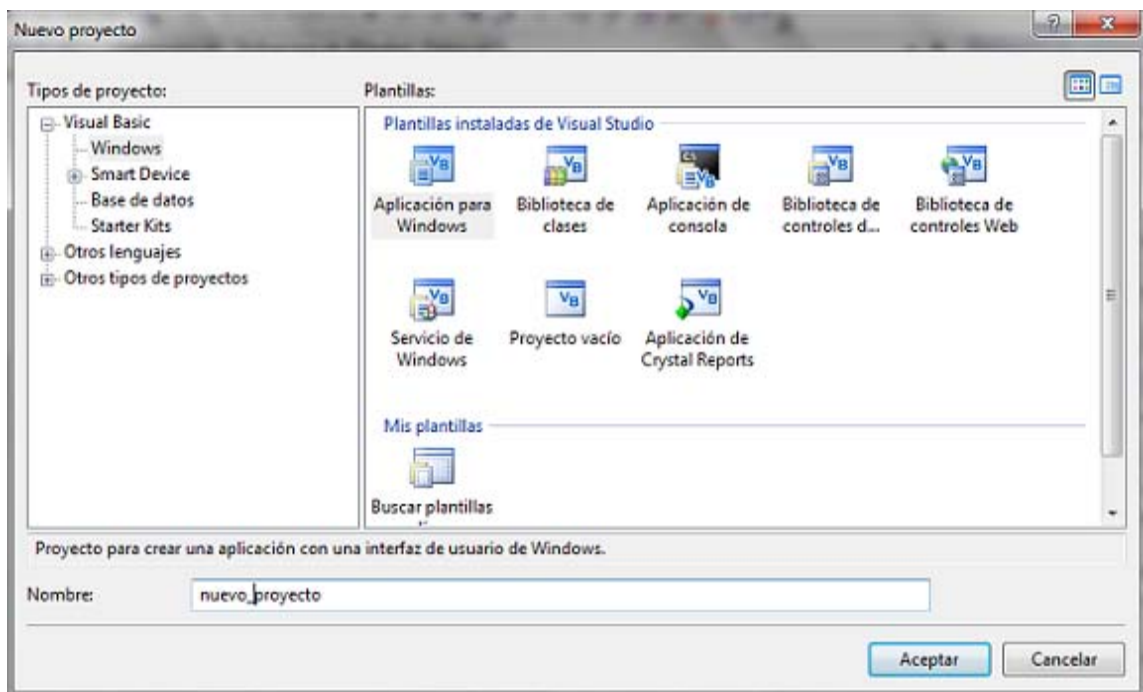 Nuevo proyecto
Tipos de proyecto:
Visual Basic
Windows
Smart Device
Base de datos
Starter Kits
Otros lenguajes
Otros tipos de proyectos
Plantillas:
Plantillas instaladas de Visual Studio
Aplicación para
Windows
Biblioteca de
clases
Aplicación de
consola
Biblioteca de
controles d...
Biblioteca de
controles Web
Servicio de
Windows
Proyecto vacío
Aplicación de
Crystal Reports
Mis plantillas
Buscar plantillas
Proyecto para crear una aplicación con una interfaz de usuario de Windows.
Nombre:
nuevo_proyecto
Aceptar
Cancelar